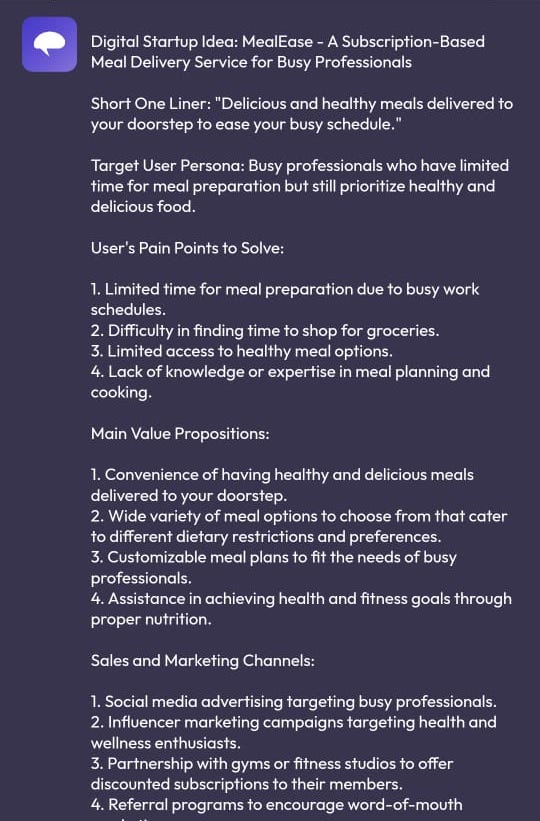 Digital Startup Idea: MealEase - A Subscription-Based
Meal Delivery Service for Busy Professionals
Short One Liner: "Delicious and healthy meals delivered to
your doorstep to ease your busy schedule."
Target User Persona: Busy professionals who have limited
time for meal preparation but still prioritize healthy and
delicious food.
User's Pain Points to Solve:
1. Limited time for meal preparation due to busy work
schedules.
2. Difficulty in finding time to shop for groceries.
3. Limited access to healthy meal options.
4. Lack of knowledge or expertise in meal planning and
cooking.
Main Value Propositions:
1. Convenience of having healthy and delicious meals
delivered to your doorstep.
2. Wide variety of meal options to choose from that cater
to different dietary restrictions and preferences.
3. Customizable meal plans to fit the needs of busy
professionals.
4. Assistance in achieving health and fitness goals through
proper nutrition.
Sales and Marketing Channels:
1. Social media advertising targeting busy professionals.
2. Influencer marketing campaigns targeting health and
wellness enthusiasts.
3. Partnership with gyms or fitness studios to offer
discounted subscriptions to their members.
4. Referral programs to encourage word-of-mouth